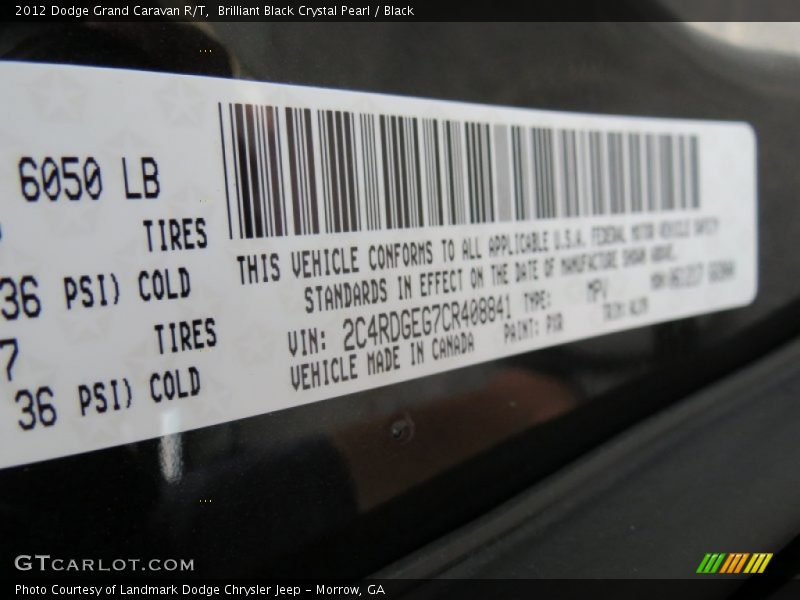 2012 Dodge Grand Caravan R/T, Brilliant Black Crystal Pearl / Black
6050 LB
TIRES
36 PSI) COLD
7
TIRES
36 PSI) COLD
THIS VEHICLE CONFORMS TO ALL APPLICABLE U.S.A. FEDERAL MOTOR VEHICLE SAFETY
STANDARDS IN EFFECT ON THE DATE OF MANUFACTURE SHOWN ABOVE.
VIN: 2C4RDGEG7CR408841 TYPE: MPV
VEHICLE MADE IN CANADA PAINT: PXR TRIM:
GTCARLOT.COM
Photo Courtesy of Landmark Dodge Chrysler Jeep - Morrow, GA